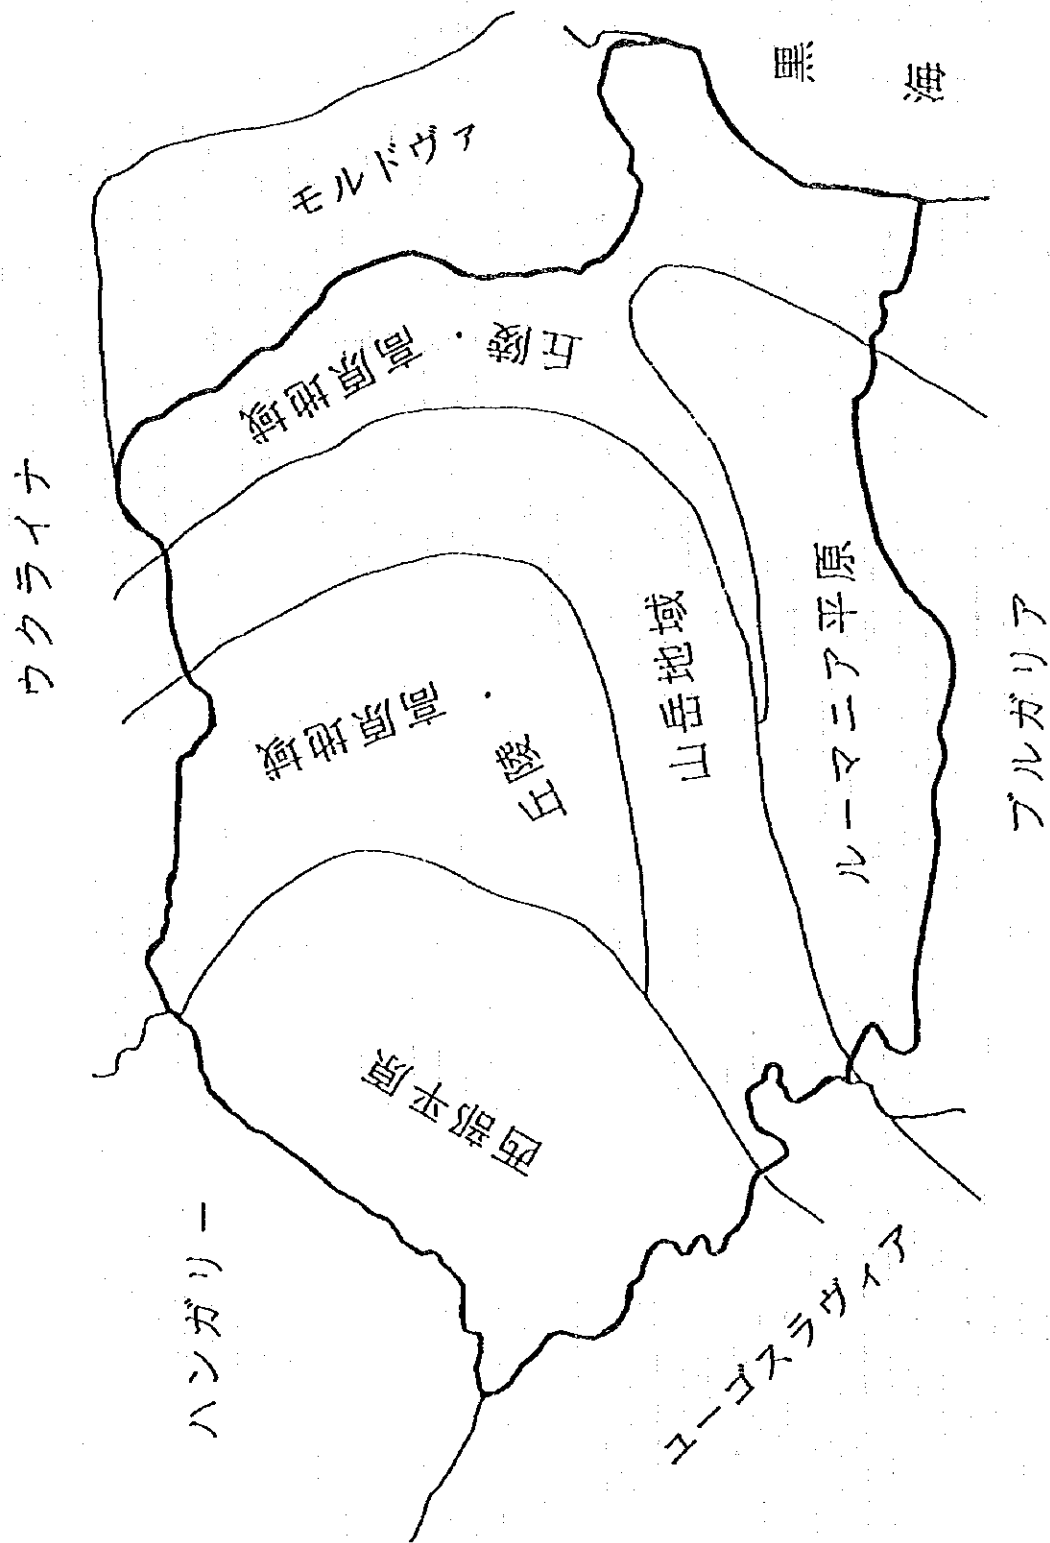 ウクライナ
モルドヴァ
ハンガリー
丘陵・高原地域
丘陵・高原地域
西部平原
山岳地域
ルーマニア平原
ユーゴスラヴィア
ブルガリア
黒海